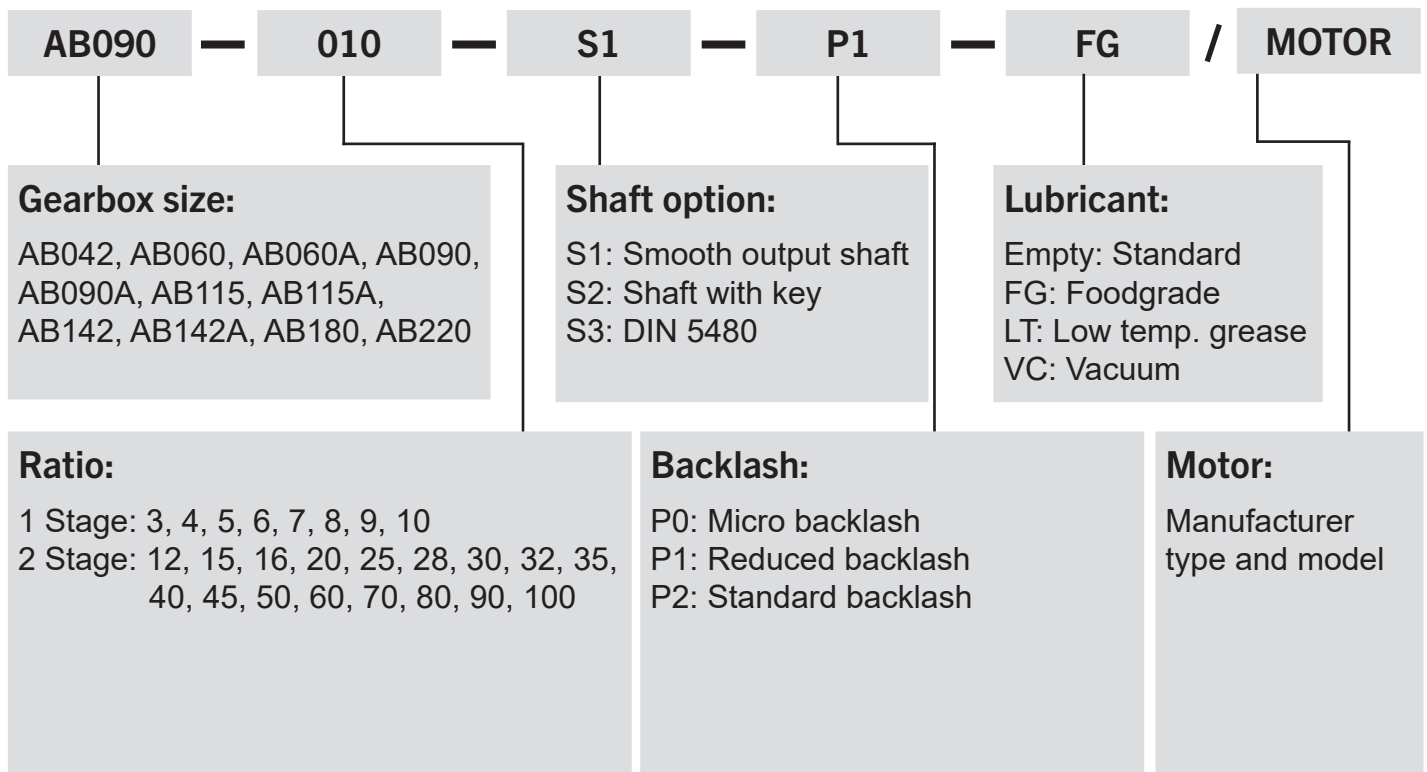 AB090 — 010 — S1 — P1 — FG / MOTOR
Gearbox size:
AB042, AB060, AB060A, AB090,
AB090A, AB115, AB115A,
AB142, AB142A, AB180, AB220
Shaft option:
S1: Smooth output shaft
S2: Shaft with key
S3: DIN 5480
Lubricant:
Empty: Standard
FG: Foodgrade
LT: Low temp. grease
VC: Vacuum
Ratio:
1 Stage: 3, 4, 5, 6, 7, 8, 9, 10
2 Stage: 12, 15, 16, 20, 25, 28, 30, 32, 35,
40, 45, 50, 60, 70, 80, 90, 100
Backlash:
P0: Micro backlash
P1: Reduced backlash
P2: Standard backlash
Motor:
Manufacturer
type and model